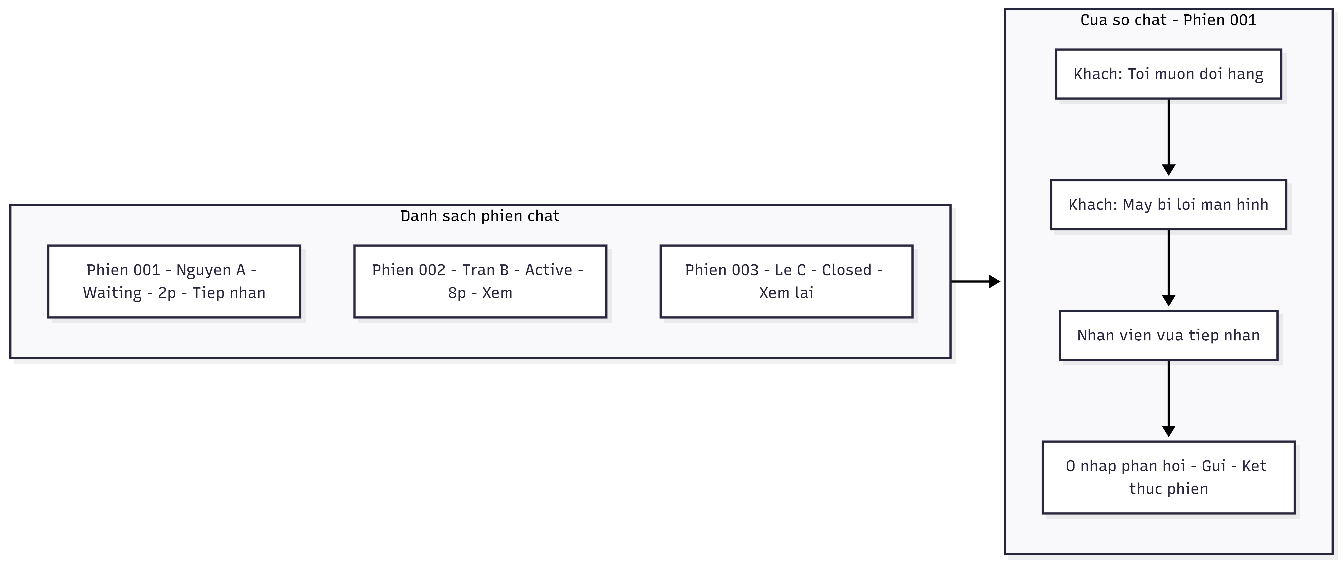 Danh sach phien chat
Phien 001 - Nguyen A -
Waiting - 2p - Tiep nhan
Phien 002 - Tran B - Active -
8p - Xem
Phien 003 - Le C - Closed -
Xem lai
Cua so chat - Phien 001
Khach: Toi muon doi hang
Khach: May bi loi man hinh
Nhan vien vua tiep nhan
O nhap phan hoi - Gui - Ket
thuc phien